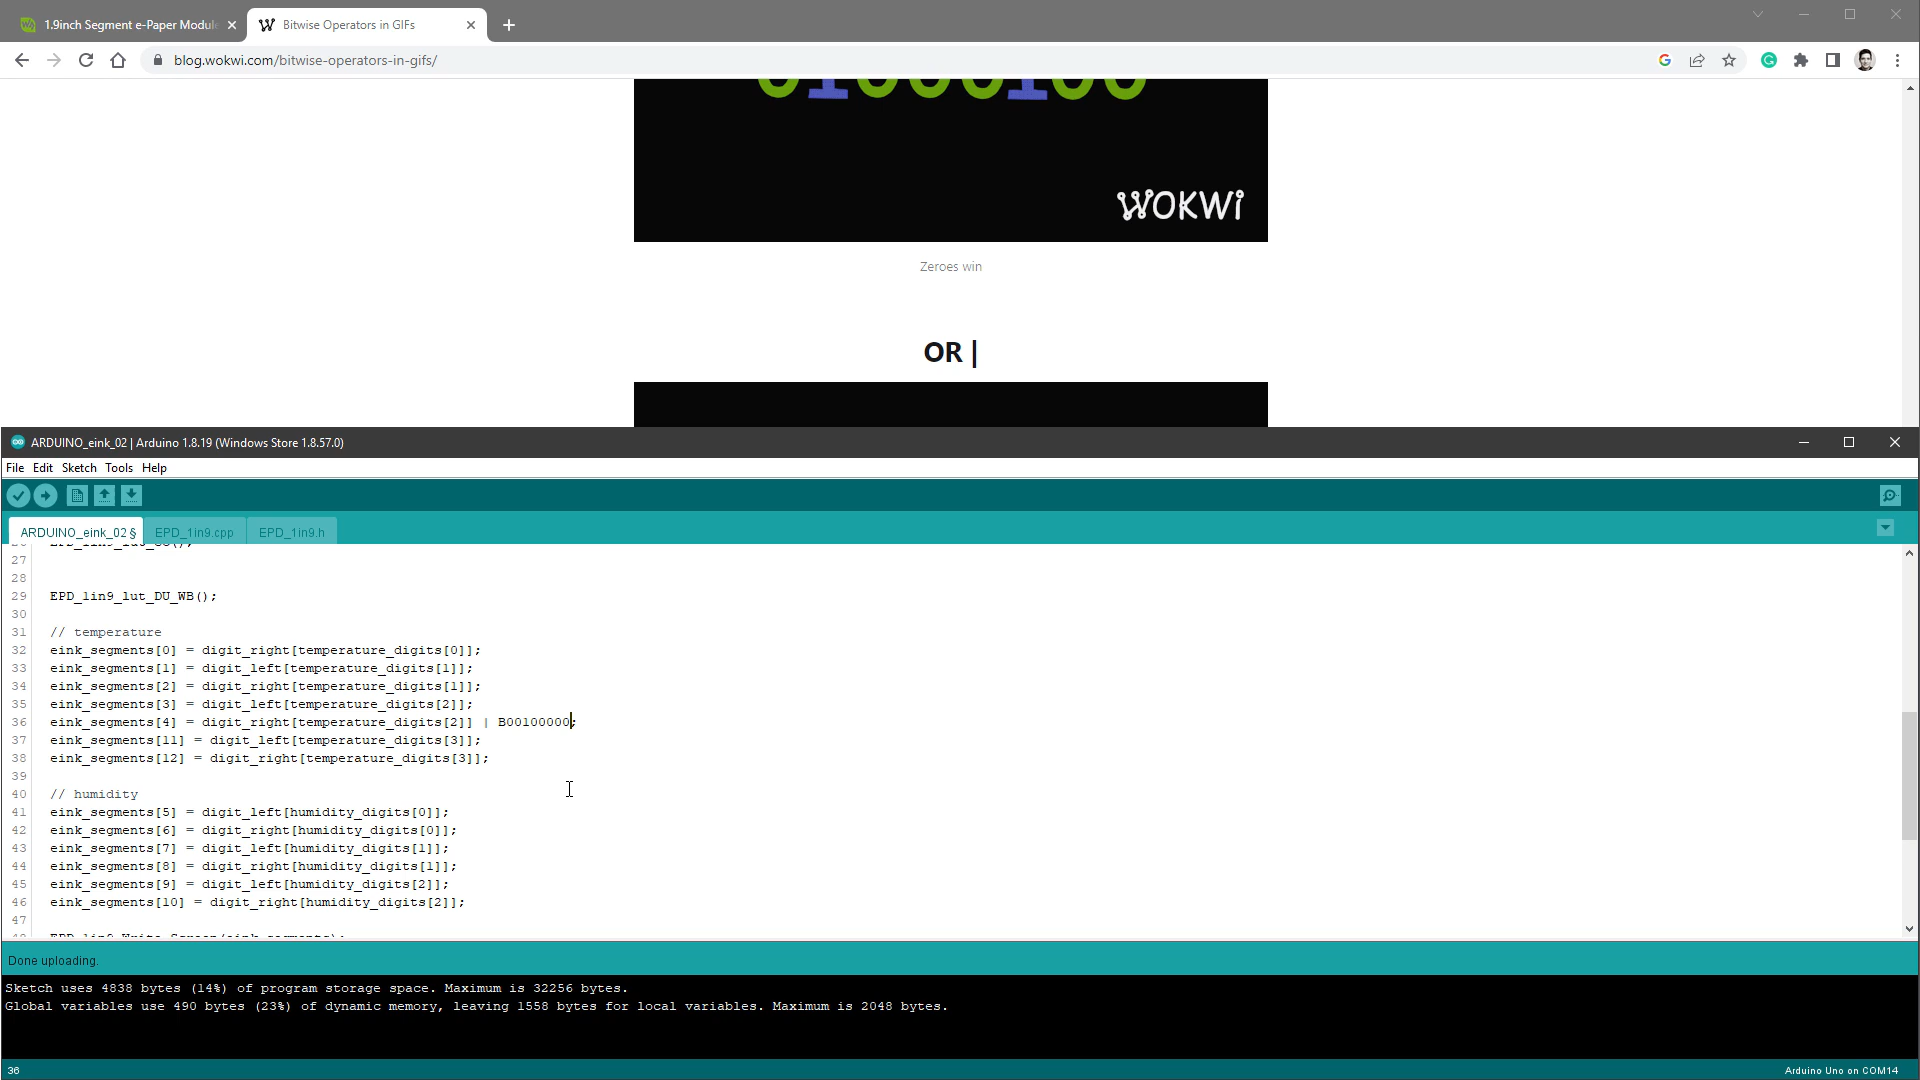 1.9inch Segment e-Paper Module
Bitwise Operators in GIFs
blog.wokwi.com/bitwise-operators-in-gifs/
01000100
WOKWi
Zeroes win
OR |
ARDUINO_eink_02 | Arduino 1.8.19 (Windows Store 1.8.57.0)
File Edit Sketch Tools Help
ARDUINO_eink_02 § EPD_1in9.cpp EPD_1in9.h
27
28
29 EPD_1in9_lut_DU_WB();
30
31 // temperature
32 eink_segments[0] = digit_right[temperature_digits[0]];
33 eink_segments[1] = digit_left[temperature_digits[1]];
34 eink_segments[2] = digit_right[temperature_digits[1]];
35 eink_segments[3] = digit_left[temperature_digits[2]];
36 eink_segments[4] = digit_right[temperature_digits[2]] | B00100000;
37 eink_segments[11] = digit_left[temperature_digits[3]];
38 eink_segments[12] = digit_right[temperature_digits[3]];
39
40 // humidity
41 eink_segments[5] = digit_left[humidity_digits[0]];
42 eink_segments[6] = digit_right[humidity_digits[0]];
43 eink_segments[7] = digit_left[humidity_digits[1]];
44 eink_segments[8] = digit_right[humidity_digits[1]];
45 eink_segments[9] = digit_left[humidity_digits[2]];
46 eink_segments[10] = digit_right[humidity_digits[2]];
47
Done uploading.
Sketch uses 4838 bytes (14%) of program storage space. Maximum is 32256 bytes.
Global variables use 490 bytes (23%) of dynamic memory, leaving 1558 bytes for local variables. Maximum is 2048 bytes.
36
Arduino Uno on COM14